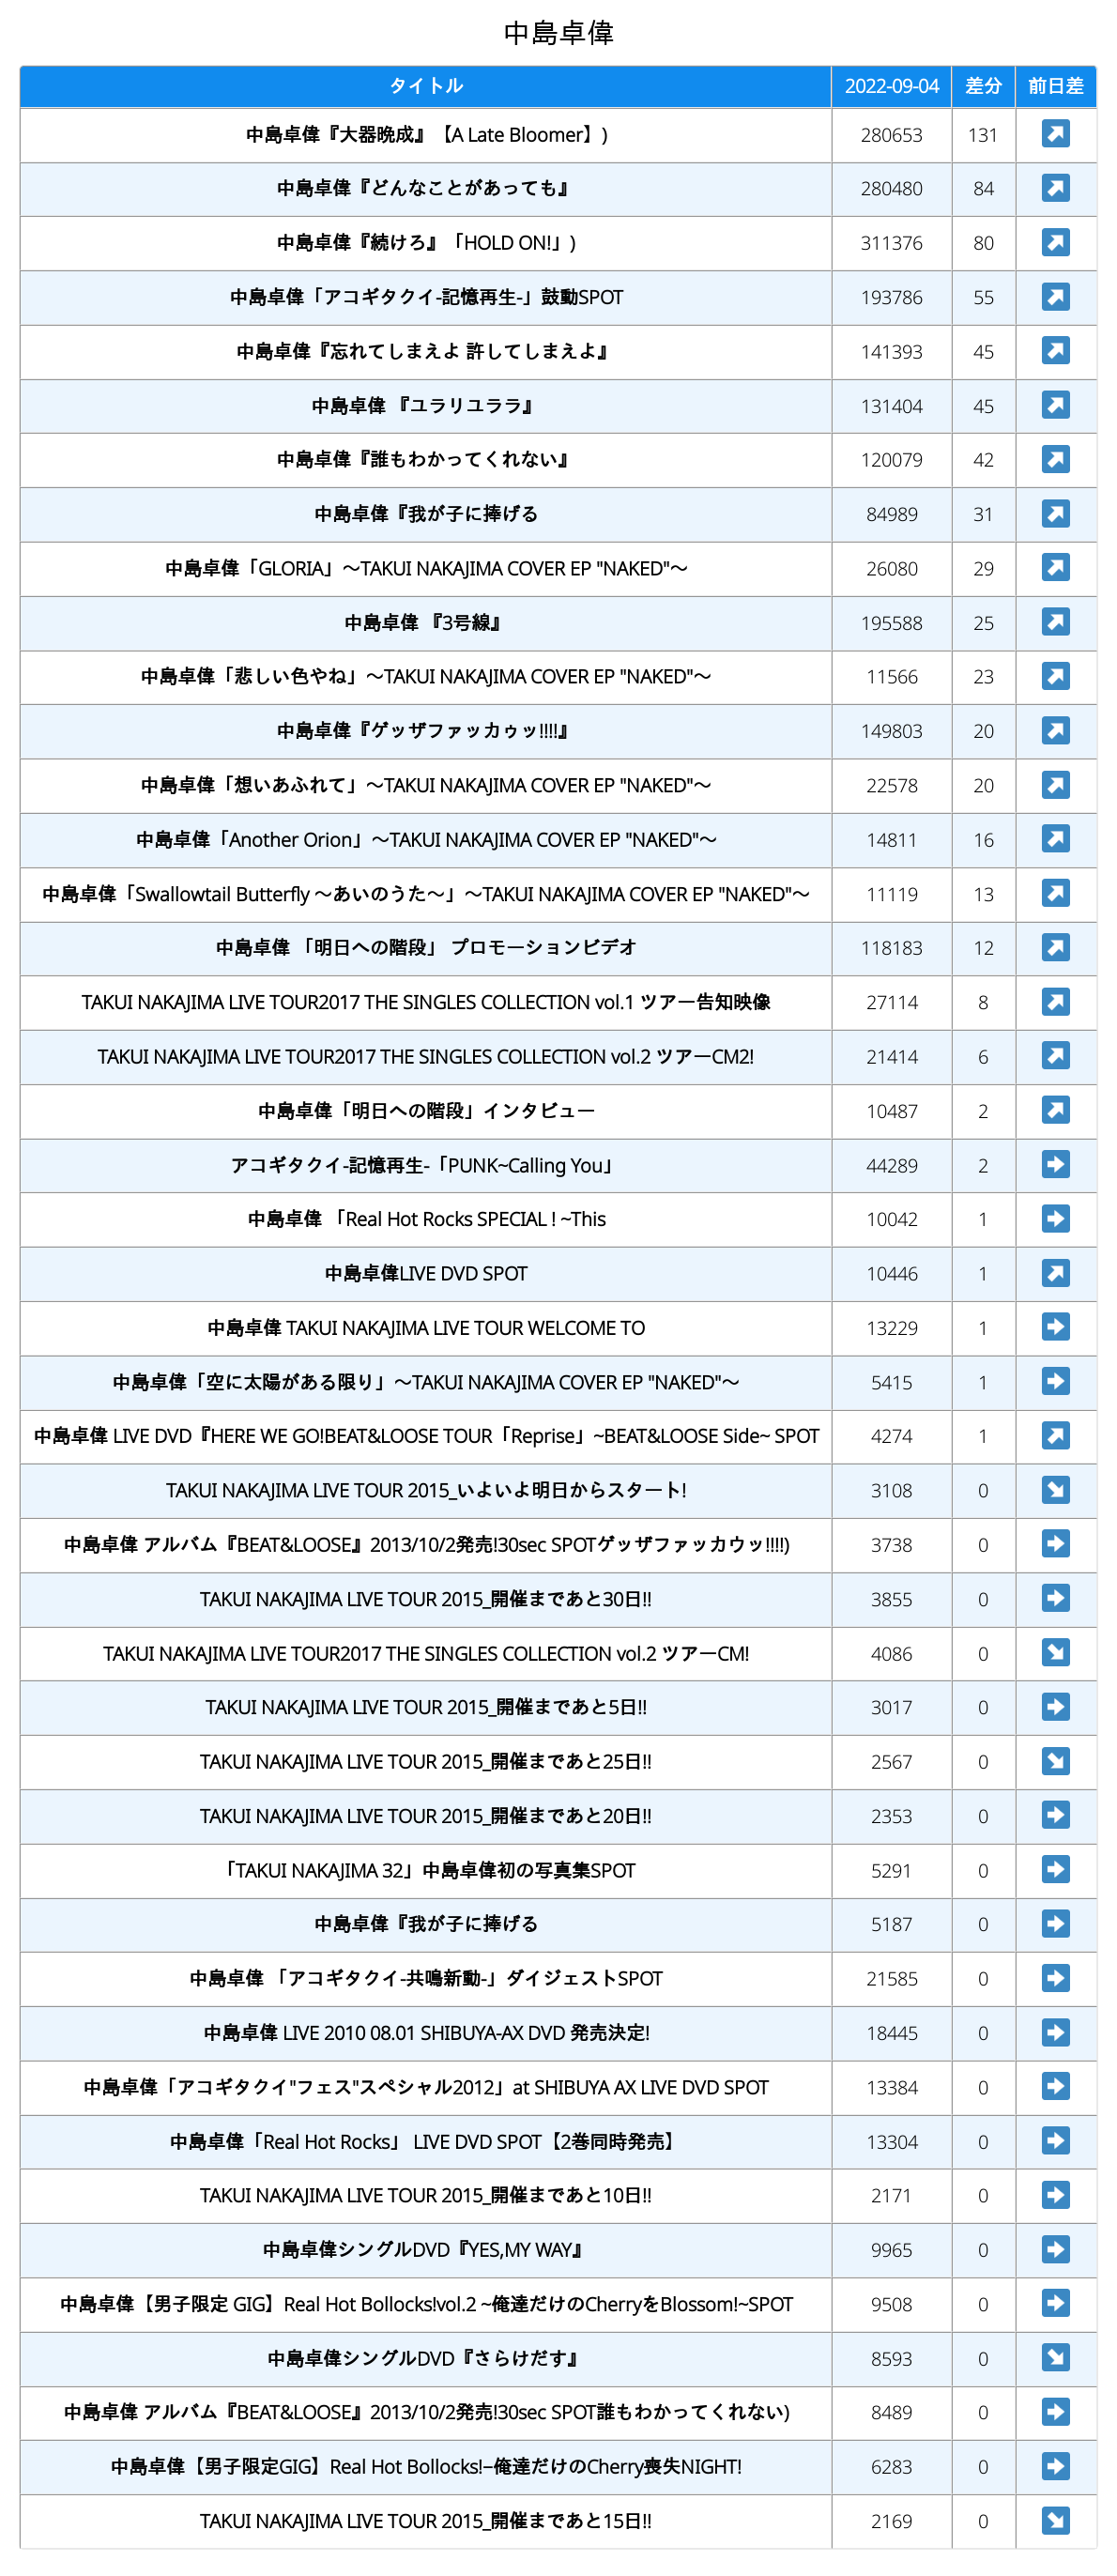 中島卓偉
タイトル 2022-09-04 差分 前日差
中島卓偉『大器晩成』【A Late Bloomer】) 280653 131
中島卓偉『どんなことがあっても』 280480 84
中島卓偉『続けろ』「HOLD ON!」) 311376 80
中島卓偉「アコギタクイ-記憶再生-」鼓動SPOT 193786 55
中島卓偉『忘れてしまえよ 許してしまえよ』 141393 45
中島卓偉 『ユラリユララ』 131404 45
中島卓偉『誰もわかってくれない』 120079 42
中島卓偉『我が子に捧げる 84989 31
中島卓偉「GLORIA」〜TAKUI NAKAJIMA COVER EP "NAKED"〜 26080 29
中島卓偉 『3号線』 195588 25
中島卓偉「悲しい色やね」〜TAKUI NAKAJIMA COVER EP "NAKED"〜 11566 23
中島卓偉『ゲッザファッカゥッ!!!!』 149803 20
中島卓偉「想いあふれて」〜TAKUI NAKAJIMA COVER EP "NAKED"〜 22578 20
中島卓偉「Another Orion」〜TAKUI NAKAJIMA COVER EP "NAKED"〜 14811 16
中島卓偉「Swallowtail Butterfly 〜あいのうた〜」〜TAKUI NAKAJIMA COVER EP "NAKED"〜 11119 13
中島卓偉 「明日への階段」 プロモーションビデオ 118183 12
TAKUI NAKAJIMA LIVE TOUR2017 THE SINGLES COLLECTION vol.1 ツアー告知映像 27114 8
TAKUI NAKAJIMA LIVE TOUR2017 THE SINGLES COLLECTION vol.2 ツアーCM2! 21414 6
中島卓偉「明日への階段」インタビュー 10487 2
アコギタクイ-記憶再生-「PUNK~Calling You」 44289 2
中島卓偉 「Real Hot Rocks SPECIAL ! ~This 10042 1
中島卓偉LIVE DVD SPOT 10446 1
中島卓偉 TAKUI NAKAJIMA LIVE TOUR WELCOME TO 13229 1
中島卓偉「空に太陽がある限り」〜TAKUI NAKAJIMA COVER EP "NAKED"〜 5415 1
中島卓偉 LIVE DVD『HERE WE GO!BEAT&LOOSE TOUR「Reprise」~BEAT&LOOSE Side~ SPOT 4274 1
TAKUI NAKAJIMA LIVE TOUR 2015_いよいよ明日からスタート! 3108 0
中島卓偉 アルバム『BEAT&LOOSE』2013/10/2発売!30sec SPOTゲッザファッカウッ!!!!) 3738 0
TAKUI NAKAJIMA LIVE TOUR 2015_開催まであと30日!! 3855 0
TAKUI NAKAJIMA LIVE TOUR2017 THE SINGLES COLLECTION vol.2 ツアーCM! 4086 0
TAKUI NAKAJIMA LIVE TOUR 2015_開催まであと5日!! 3017 0
TAKUI NAKAJIMA LIVE TOUR 2015_開催まであと25日!! 2567 0
TAKUI NAKAJIMA LIVE TOUR 2015_開催まであと20日!! 2353 0
「TAKUI NAKAJIMA 32」中島卓偉初の写真集SPOT 5291 0
中島卓偉『我が子に捧げる 5187 0
中島卓偉 「アコギタクイ-共鳴新動-」ダイジェストSPOT 21585 0
中島卓偉 LIVE 2010 08.01 SHIBUYA-AX DVD 発売決定! 18445 0
中島卓偉「アコギタクイ"フェス"スペシャル2012」at SHIBUYA AX LIVE DVD SPOT 13384 0
中島卓偉「Real Hot Rocks」 LIVE DVD SPOT【2巻同時発売】 13304 0
TAKUI NAKAJIMA LIVE TOUR 2015_開催まであと10日!! 2171 0
中島卓偉シングルDVD『YES,MY WAY』 9965 0
中島卓偉【男子限定 GIG】Real Hot Bollocks!vol.2 ~俺達だけのCherryをBlossom!~SPOT 9508 0
中島卓偉シングルDVD『さらけだす』 8593 0
中島卓偉 アルバム『BEAT&LOOSE』2013/10/2発売!30sec SPOT誰もわかってくれない) 8489 0
中島卓偉【男子限定GIG】Real Hot Bollocks!−俺達だけのCherry喪失NIGHT! 6283 0
TAKUI NAKAJIMA LIVE TOUR 2015_開催まであと15日!! 2169 0